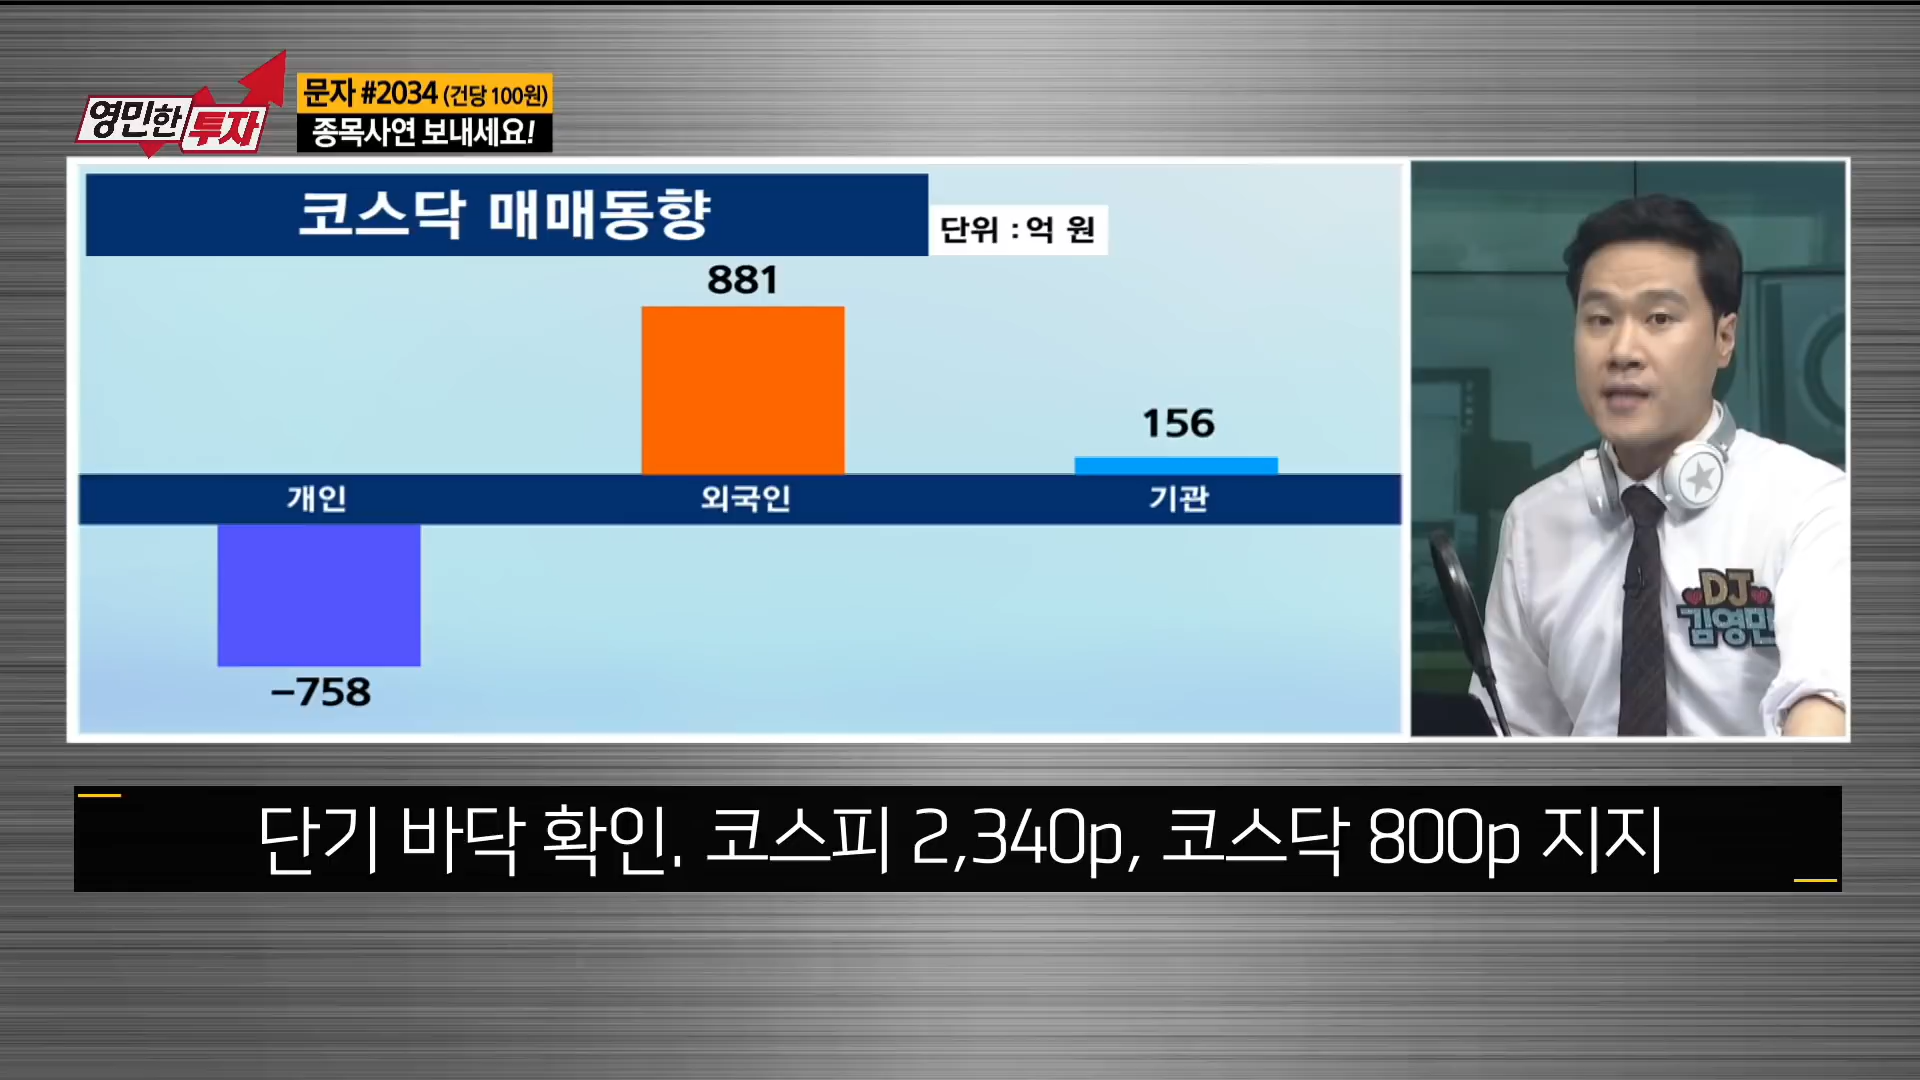 영민한 투자
문자 #2034 (건당 100원)
종목사연 보내세요!
코스닥 매매동향
단위 : 억 원
881
156
개인
외국인
기관
-758
DJ
김영민
단기 바닥 확인. 코스피 2,340p, 코스닥 800p 지지